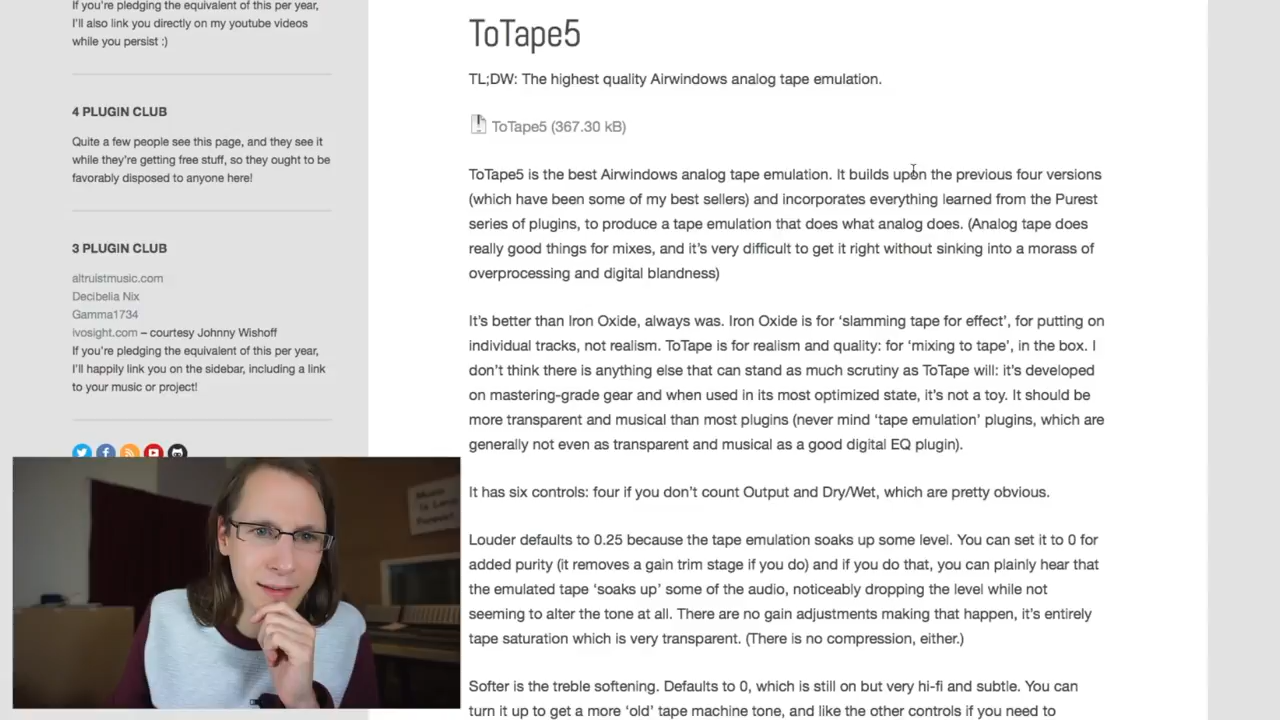 If you're pledging the equivalent of this per year,
I'll also link you directly on my youtube videos
while you persist :)
4 PLUGIN CLUB
Quite a few people see this page, and they see it
while they're getting free stuff, so they ought to be
favorably disposed to anyone here!
3 PLUGIN CLUB
altruistmusic.com
Decibelia Nix
Gamma1734
ivosight.com – courtesy Johnny Wishoff
If you're pledging the equivalent of this per year,
I'll happily link you on the sidebar, including a link
to your music or project!
ToTape5
TL;DW: The highest quality Airwindows analog tape emulation.
ToTape5 (367.30 kB)
ToTape5 is the best Airwindows analog tape emulation. It builds upon the previous four versions
(which have been some of my best sellers) and incorporates everything learned from the Purest
series of plugins, to produce a tape emulation that does what analog does. (Analog tape does
really good things for mixes, and it's very difficult to get it right without sinking into a morass of
overprocessing and digital blandness)
It's better than Iron Oxide, always was. Iron Oxide is for 'slamming tape for effect', for putting on
individual tracks, not realism. ToTape is for realism and quality: for 'mixing to tape', in the box. I
don't think there is anything else that can stand as much scrutiny as ToTape will: it's developed
on mastering-grade gear and when used in its most optimized state, it's not a toy. It should be
more transparent and musical than most plugins (never mind 'tape emulation' plugins, which are
generally not even as transparent and musical as a good digital EQ plugin).
It has six controls: four if you don't count Output and Dry/Wet, which are pretty obvious.
Louder defaults to 0.25 because the tape emulation soaks up some level. You can set it to 0 for
added purity (it removes a gain trim stage if you do) and if you do that, you can plainly hear that
the emulated tape 'soaks up' some of the audio, noticeably dropping the level while not
seeming to alter the tone at all. There are no gain adjustments making that happen, it's entirely
tape saturation which is very transparent. (There is no compression, either.)
Softer is the treble softening. Defaults to 0, which is still on but very hi-fi and subtle. You can
turn it up to get a more 'old' tape machine tone, and like the other controls if you need to